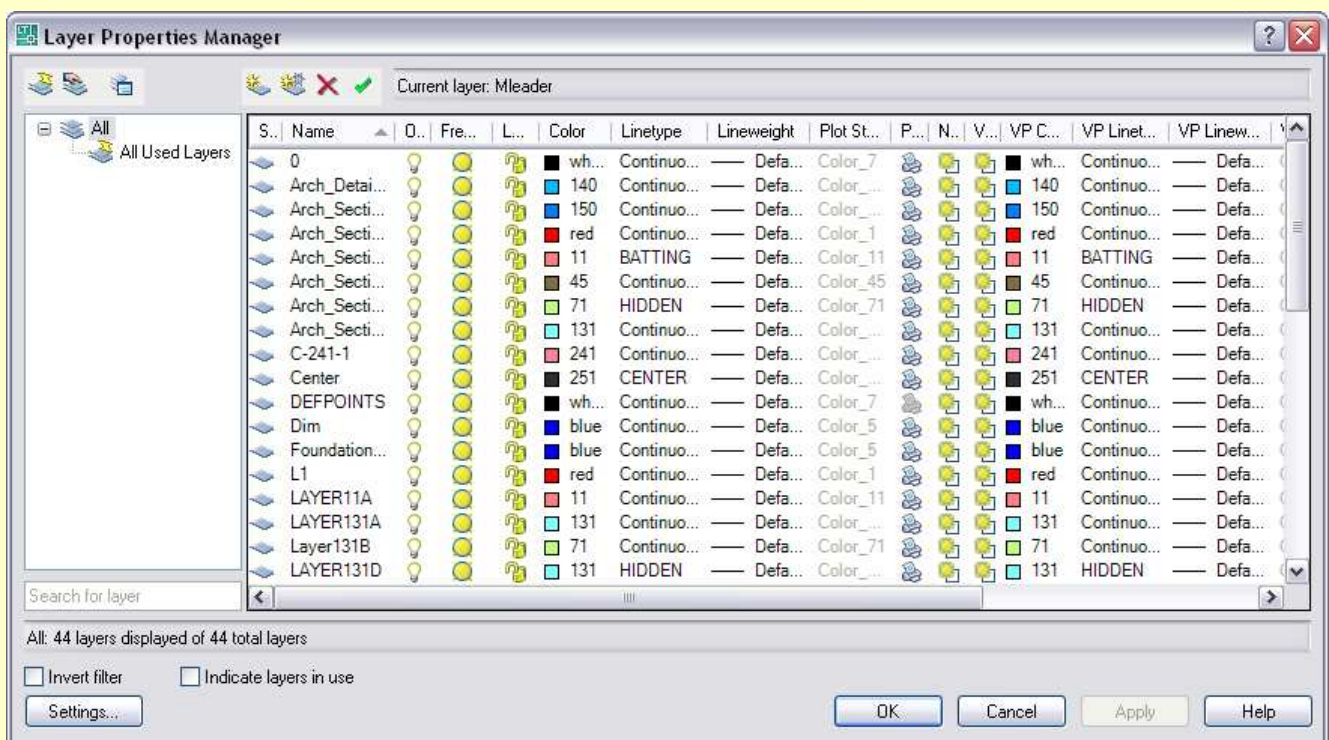 Layer Properties Manager
Current layer: Mleader
All
All Used Layers
S... Name O... Fre... L... Color Linetype Lineweight Plot St... P... N.. V... VP C... VP Linet... VP Linew...
0 wh... Continuo... Defa... Color_7 wh... Continuo... Defa...
Arch_Detai... 140 Continuo... Defa... Color_... 140 Continuo... Defa...
Arch_Secti... 150 Continuo... Defa... Color_... 150 Continuo... Defa...
Arch_Secti... red Continuo... Defa... Color_1 red Continuo... Defa...
Arch_Secti... 11 BATTING Defa... Color_11 11 BATTING Defa...
Arch_Secti... 45 Continuo... Defa... Color_45 45 Continuo... Defa...
Arch_Secti... 71 HIDDEN Defa... Color_71 71 HIDDEN Defa...
Arch_Secti... 131 Continuo... Defa... Color_... 131 Continuo... Defa...
C-241-1 241 Continuo... Defa... Color_... 241 Continuo... Defa...
Center 251 CENTER Defa... Color_... 251 CENTER Defa...
DEFPOINTS wh... Continuo... Defa... Color_7 wh... Continuo... Defa...
Dim blue Continuo... Defa... Color_5 blue Continuo... Defa...
Foundation... blue Continuo... Defa... Color_5 blue Continuo... Defa...
L1 red Continuo... Defa... Color_1 red Continuo... Defa...
LAYER11A 11 Continuo... Defa... Color_11 11 Continuo... Defa...
LAYER131A 131 Continuo... Defa... Color_... 131 Continuo... Defa...
Layer131B 71 Continuo... Defa... Color_71 71 Continuo... Defa...
LAYER131D 131 HIDDEN Defa... Color_... 131 HIDDEN Defa...
Search for layer
All: 44 layers displayed of 44 total layers
Invert filter Indicate layers in use
Settings... OK Cancel Apply Help